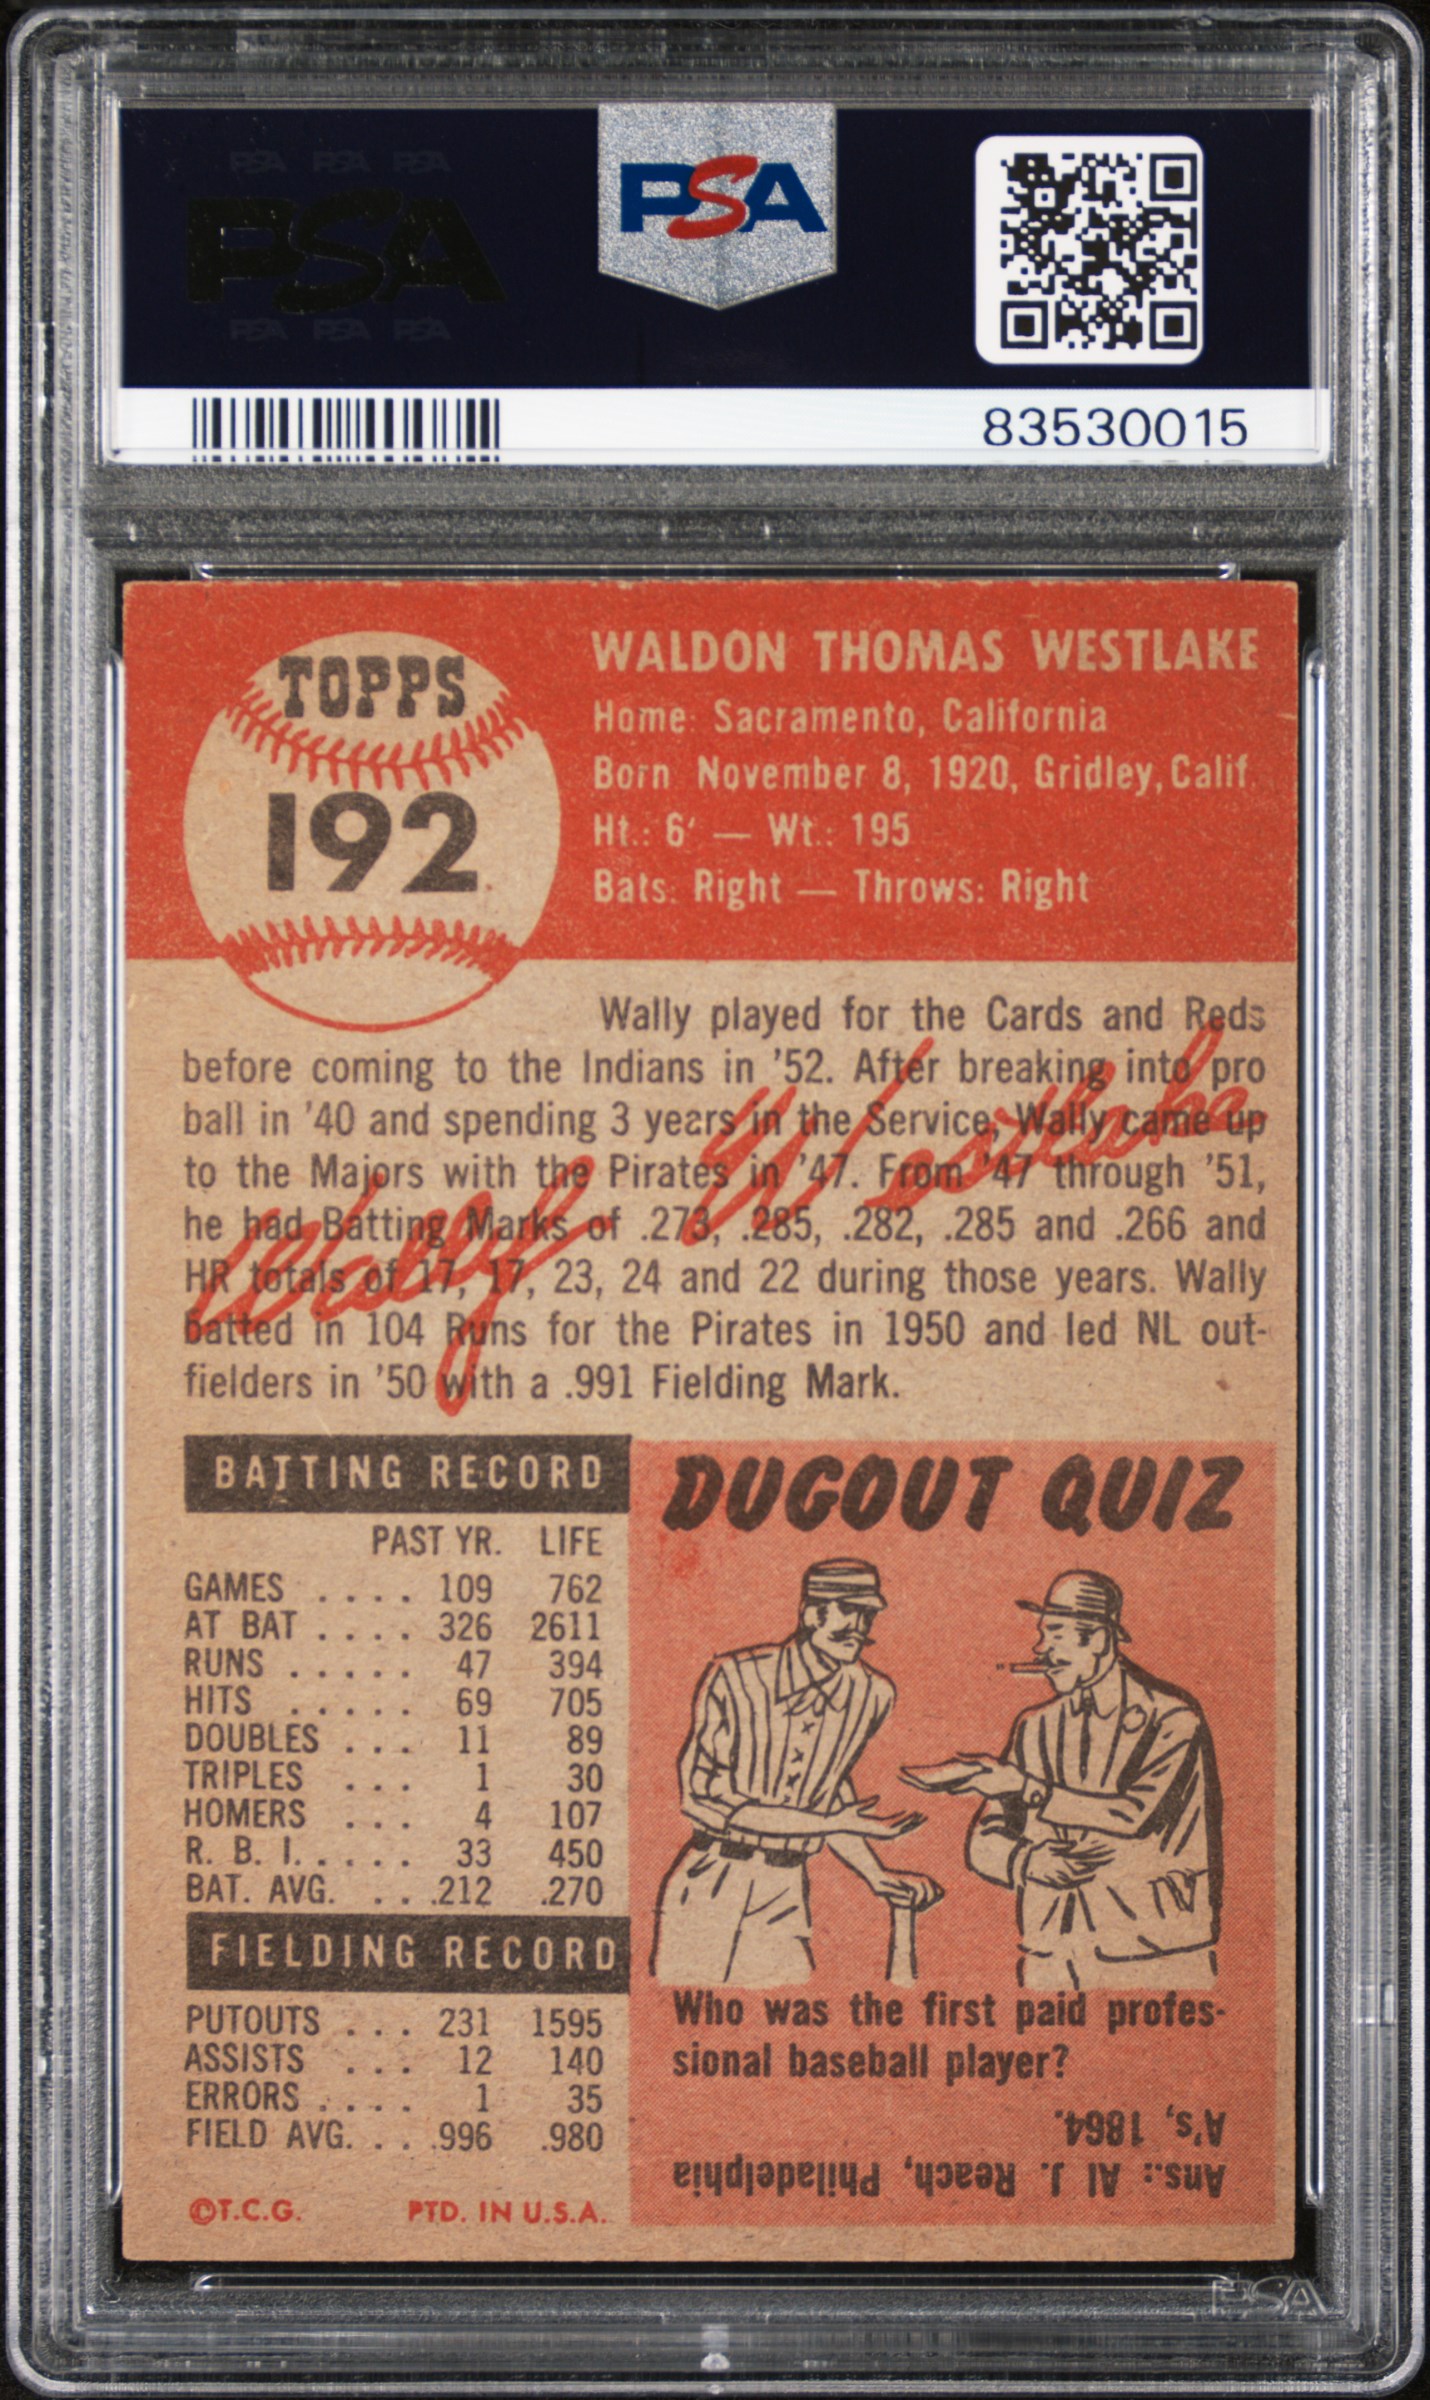 PSA PSA PSA
PSA
PSA PSA PSA
PSA
83530015
TOPPS
192
WALDON THOMAS WESTLAKE
Home: Sacramento, California
Born November 8, 1920, Gridley, Calif.
Ht.: 6' — Wt.: 195
Bats: Right — Throws: Right
Wally played for the Cards and Reds
before coming to the Indians in '52. After breaking into pro
ball in '40 and spending 3 years in the Service, Wally came up
to the Majors with the Pirates in '47. From '47 through '51,
he had Batting Marks of .273, .285, .282, .285 and .266 and
HR totals of 17, 17, 23, 24 and 22 during those years. Wally
batted in 104 Runs for the Pirates in 1950 and led NL out-
fielders in '50 with a .991 Fielding Mark.
Wally Westlake
BATTING RECORD
PAST YR. LIFE
GAMES . . . . 109 762
AT BAT . . . . 326 2611
RUNS . . . . . 47 394
HITS . . . . . 69 705
DOUBLES . . . 11 89
TRIPLES . . . 1 30
HOMERS . . . 4 107
R. B. I. . . . . 33 450
BAT. AVG. . . .212 .270
FIELDING RECORD
PUTOUTS . . . 231 1595
ASSISTS . . . 12 140
ERRORS . . . . 1 35
FIELD AVG. . . .996 .980
©T.C.G. PTD. IN U.S.A.
DUGOUT QUIZ
Who was the first paid profes-
sional baseball player?
Ans.: Al J. Reach, Philadelphia
A's, 1864.
PSA